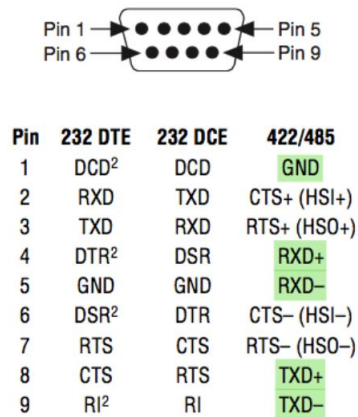 Pin 1 Pin 5
Pin 6 Pin 9
Pin 232 DTE 232 DCE 422/485
1 DCD² DCD GND
2 RXD TXD CTS+ (HSI+)
3 TXD RXD RTS+ (HSO+)
4 DTR² DSR RXD+
5 GND GND RXD–
6 DSR² DTR CTS– (HSI–)
7 RTS CTS RTS– (HSO–)
8 CTS RTS TXD+
9 RI² RI TXD–